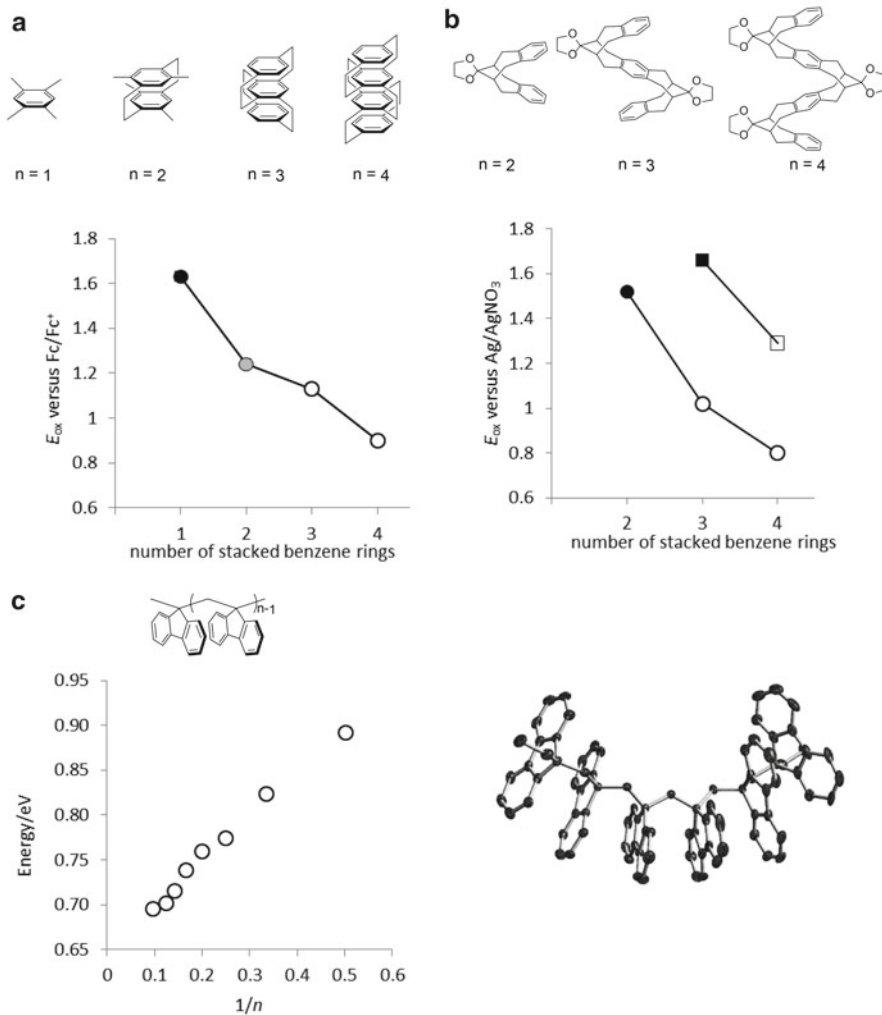 a
n = 1 n = 2 n = 3 n = 4
E_ox versus Fc/Fc⁺
1.8
1.6
1.4
1.2
1
0.8
0.6
1 2 3 4
number of stacked benzene rings
b
O O O O O O O O O O O O
n = 2 n = 3 n = 4
E_ox versus Ag/AgNO₃
1.8
1.6
1.4
1.2
1
0.8
0.6
2 3 4
number of stacked benzene rings
c
n-1
Energy/eV
0.95
0.90
0.85
0.80
0.75
0.70
0.65
0 0.1 0.2 0.3 0.4 0.5 0.6
1/n